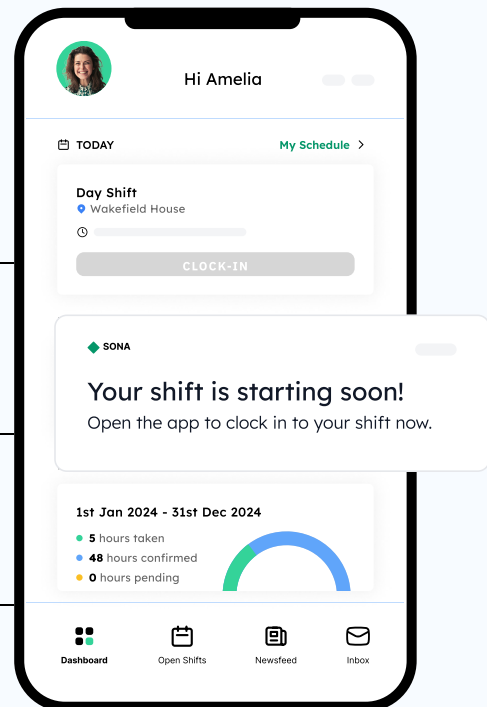 Hi Amelia
TODAY
My Schedule
Day Shift
Wakefield House
CLOCK-IN
SONA
Your shift is starting soon!
Open the app to clock in to your shift now.
1st Jan 2024 - 31st Dec 2024
5 hours taken
48 hours confirmed
0 hours pending
Dashboard
Open Shifts
Newsfeed
Inbox